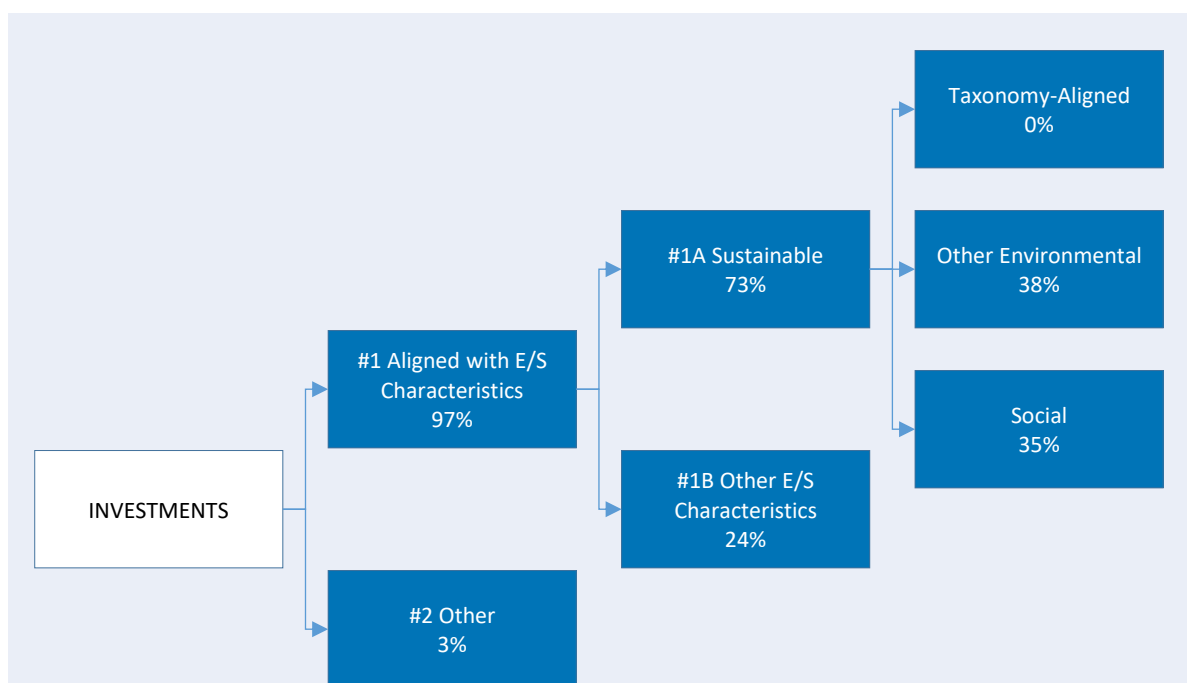 INVESTMENTS
#1 Aligned with E/S
Characteristics
97%
#2 Other
3%
#1A Sustainable
73%
#1B Other E/S
Characteristics
24%
Taxonomy-Aligned
0%
Other Environmental
38%
Social
35%